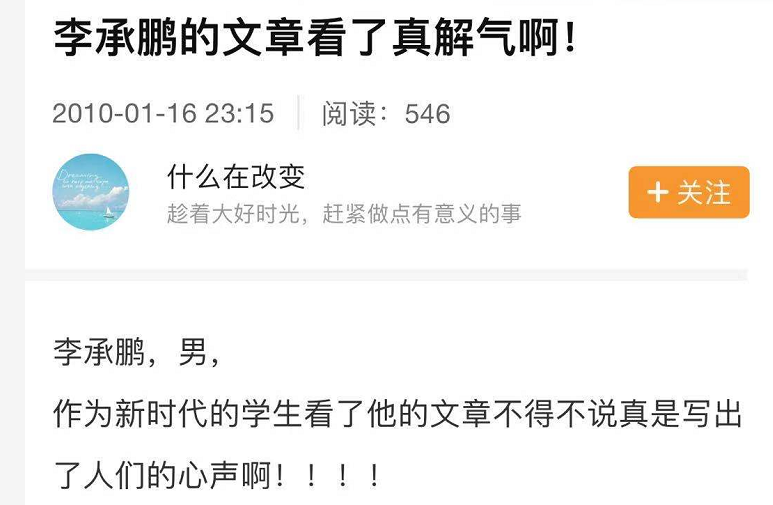 李承鹏的文章看了真解气啊！
2010-01-16 23:15 阅读：546
什么在改变
趁着大好时光，赶紧做点有意义的事
+ 关注
李承鹏，男，
作为新时代的学生看了他的文章不得不说真是写出
了人们的心声啊！！！！